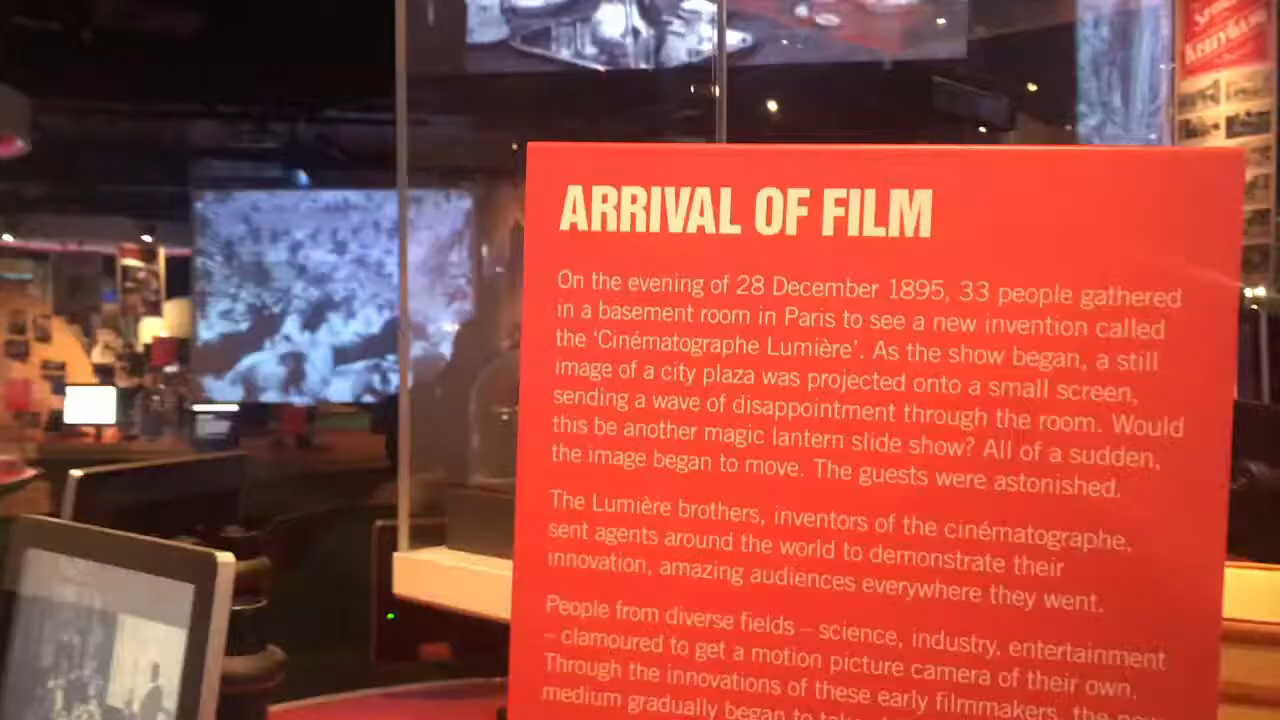 ARRIVAL OF FILM
On the evening of 28 December 1895, 33 people gathered
in a basement room in Paris to see a new invention called
the ‘Cinématographe Lumière’. As the show began, a still
image of a city plaza was projected onto a small screen,
sending a wave of disappointment through the room. Would
this be another magic lantern slide show? All of a sudden,
the image began to move. The guests were astonished.
The Lumière brothers, inventors of the cinématographe,
sent agents around the world to demonstrate their
innovation, amazing audiences everywhere they went.
People from diverse fields – science, industry, entertainment
– clamoured to get a motion picture camera of their own.
Through the innovations of these early filmmakers, the
medium gradually began to